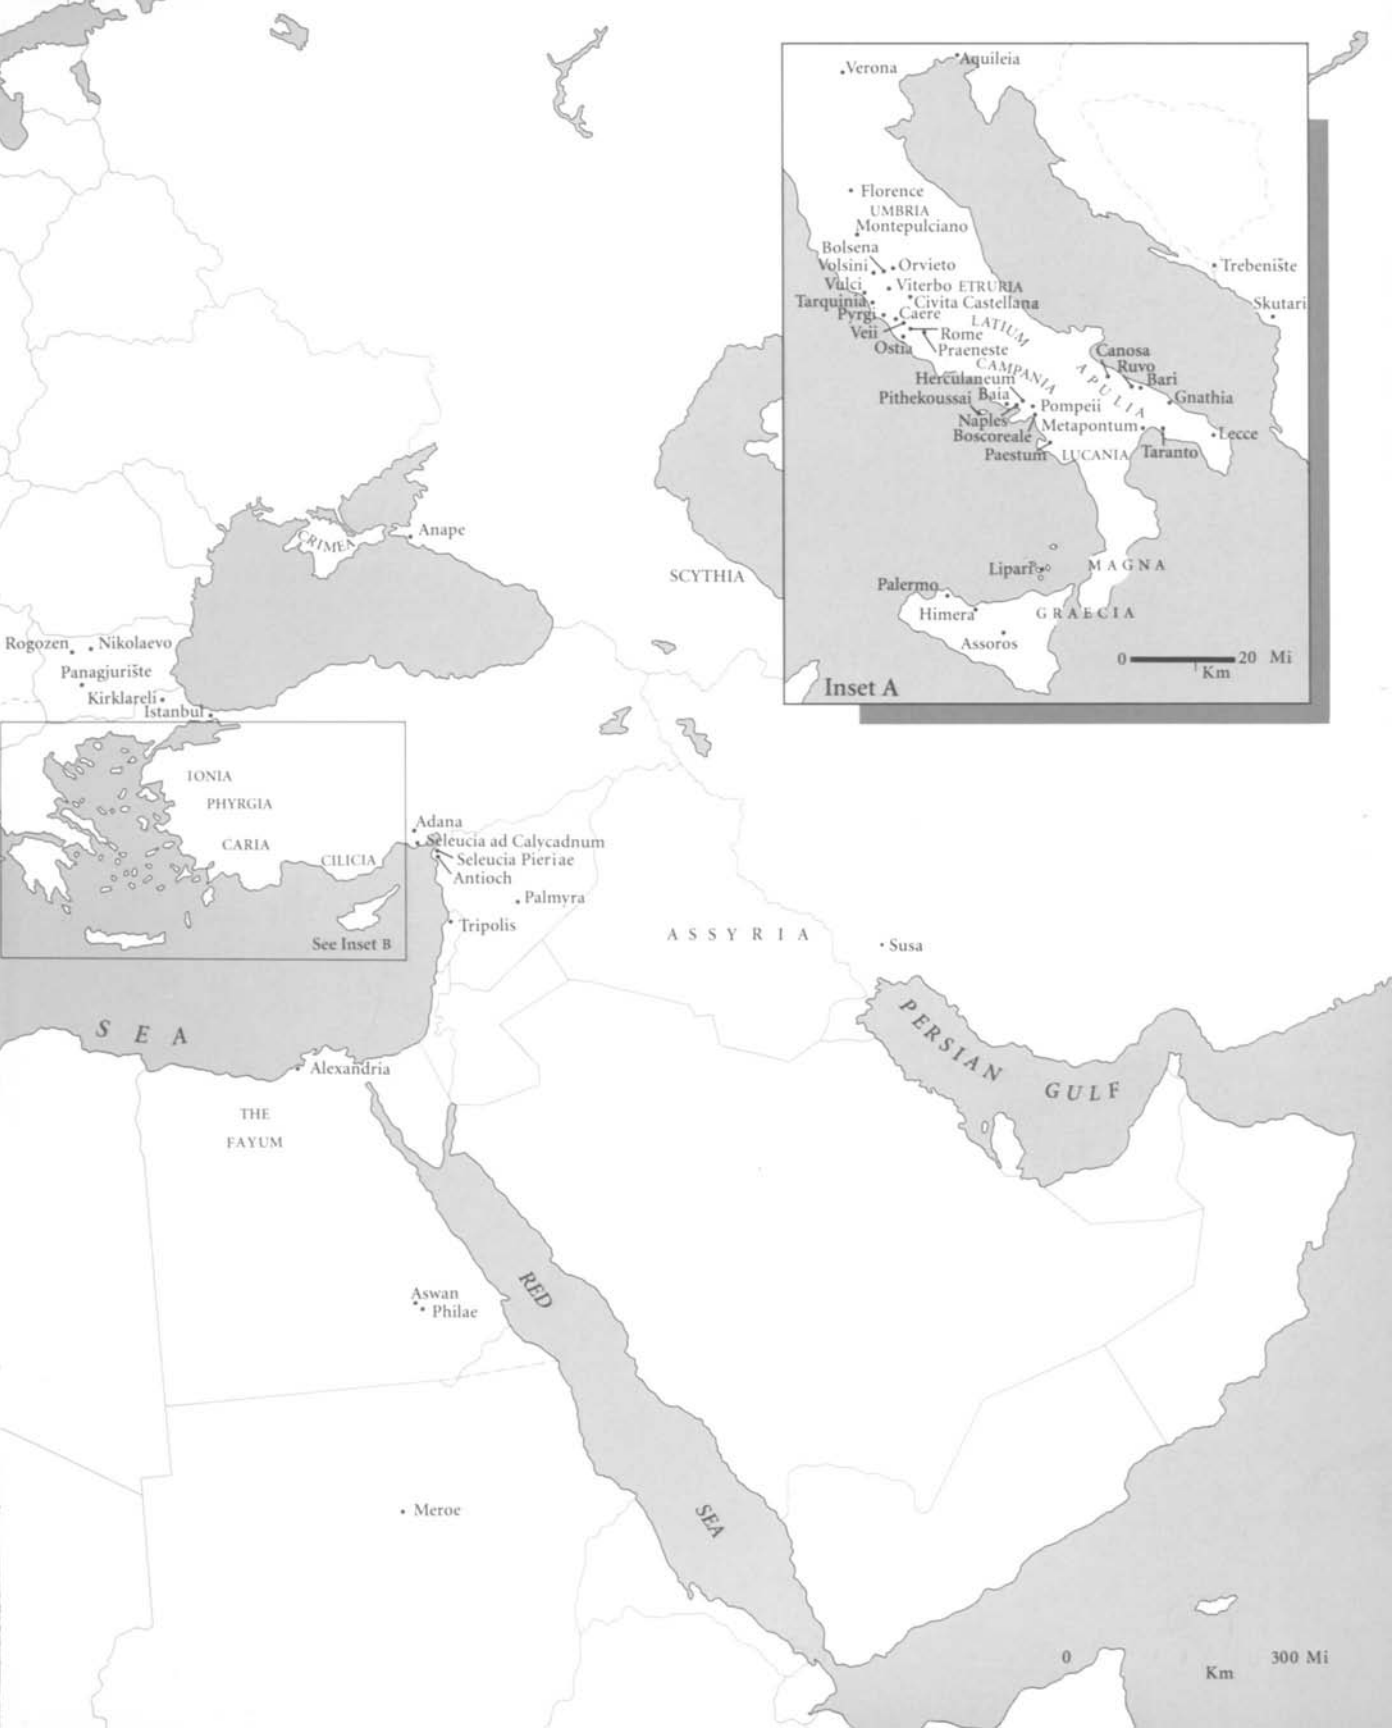 Verona
Aquileia
Florence
UMBRIA
Montepulciano
Bolsena
Volsini
Orvieto
Trebenište
Vulci
Viterbo ETRURIA
Tarquinia
Civita Castellana
Skutari
Pyrgi
Caere
LATIUM
Veii
Rome
Ostia
Praeneste
Canosa
CAMPANIA
Ruvo
APULIA
Herculaneum
Bari
Pithekoussai
Baia
Pompeii
Gnathia
Naples
Metapontum
Boscoreale
Lecce
Paestum
LUCANIA
Taranto
Lipari
MAGNA
Palermo
Himera
GRAECIA
Assoros
0 20 Mi
Km
Inset A
CRIMEA
Anape
SCYTHIA
Rogozen
Nikolaevo
Panagjurište
Kirklareli
Istanbul
IONIA
PHYRGIA
CARIA
CILICIA
See Inset B
Adana
Seleucia ad Calycadnum
Seleucia Pieriae
Antioch
Palmyra
Tripolis
ASSYRIA
Susa
SEA
PERSIAN
GULF
Alexandria
THE
FAYUM
RED
Aswan
Philae
SEA
Meroe
0 300 Mi
Km